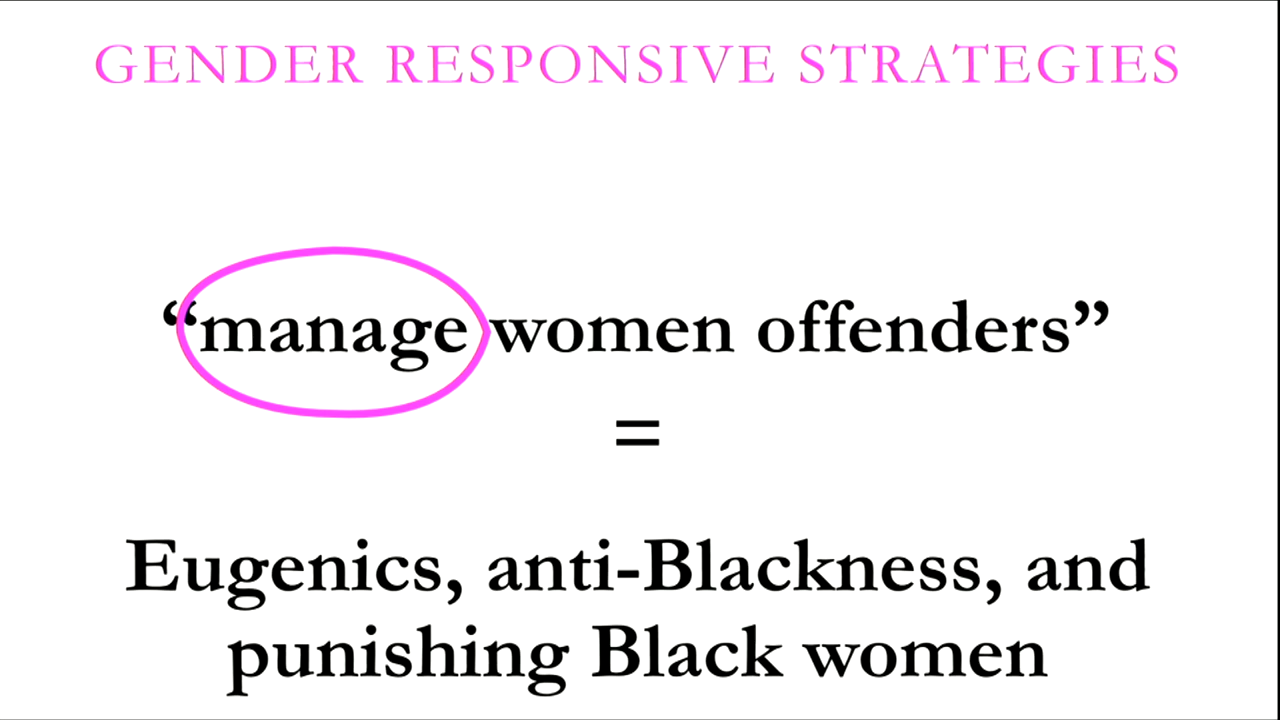 GENDER RESPONSIVE STRATEGIES
“manage women offenders”
=
Eugenics, anti-Blackness, and
punishing Black women